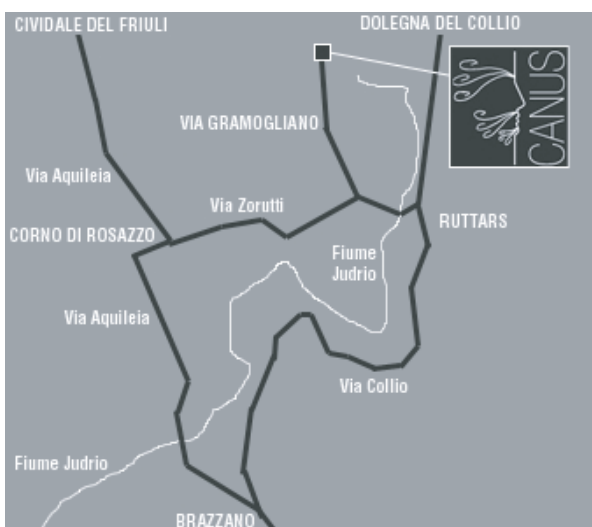 CIVIDALE DEL FRIULI
DOLEGNA DEL COLLIO
CANUS
VIA GRAMOGLIANO
Via Aquileia
Via Zorutti
CORNO DI ROSAZZO
RUTTARS
Fiume
Judrio
Via Aquileia
Via Collio
Fiume Judrio
BRAZZANO